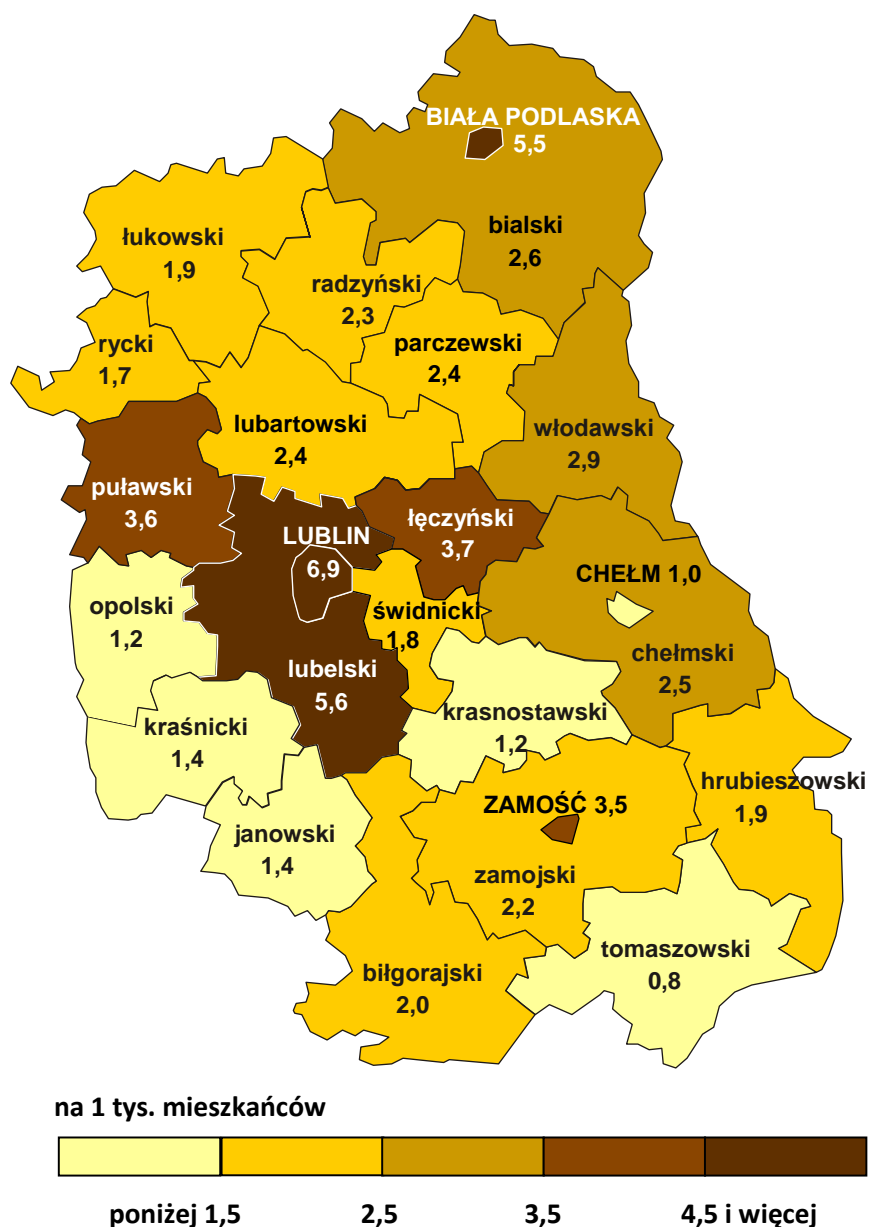 BIAŁA PODLASKA
5,5
bialski
2,6
łukowski
1,9
radzyński
2,3
rycki
1,7
parczewski
2,4
lubartowski
2,4
włodawski
2,9
puławski
3,6
łęczyński
3,7
LUBLIN
6,9
CHEŁM 1,0
opolski
1,2
świdnicki
1,8
chełmski
2,5
lubelski
5,6
kraśnicki
1,4
krasnostawski
1,2
hrubieszowski
1,9
ZAMOŚĆ 3,5
janowski
1,4
zamojski
2,2
tomaszowski
0,8
biłgorajski
2,0
na 1 tys. mieszkańców
poniżej 1,5 2,5 3,5 4,5 i więcej